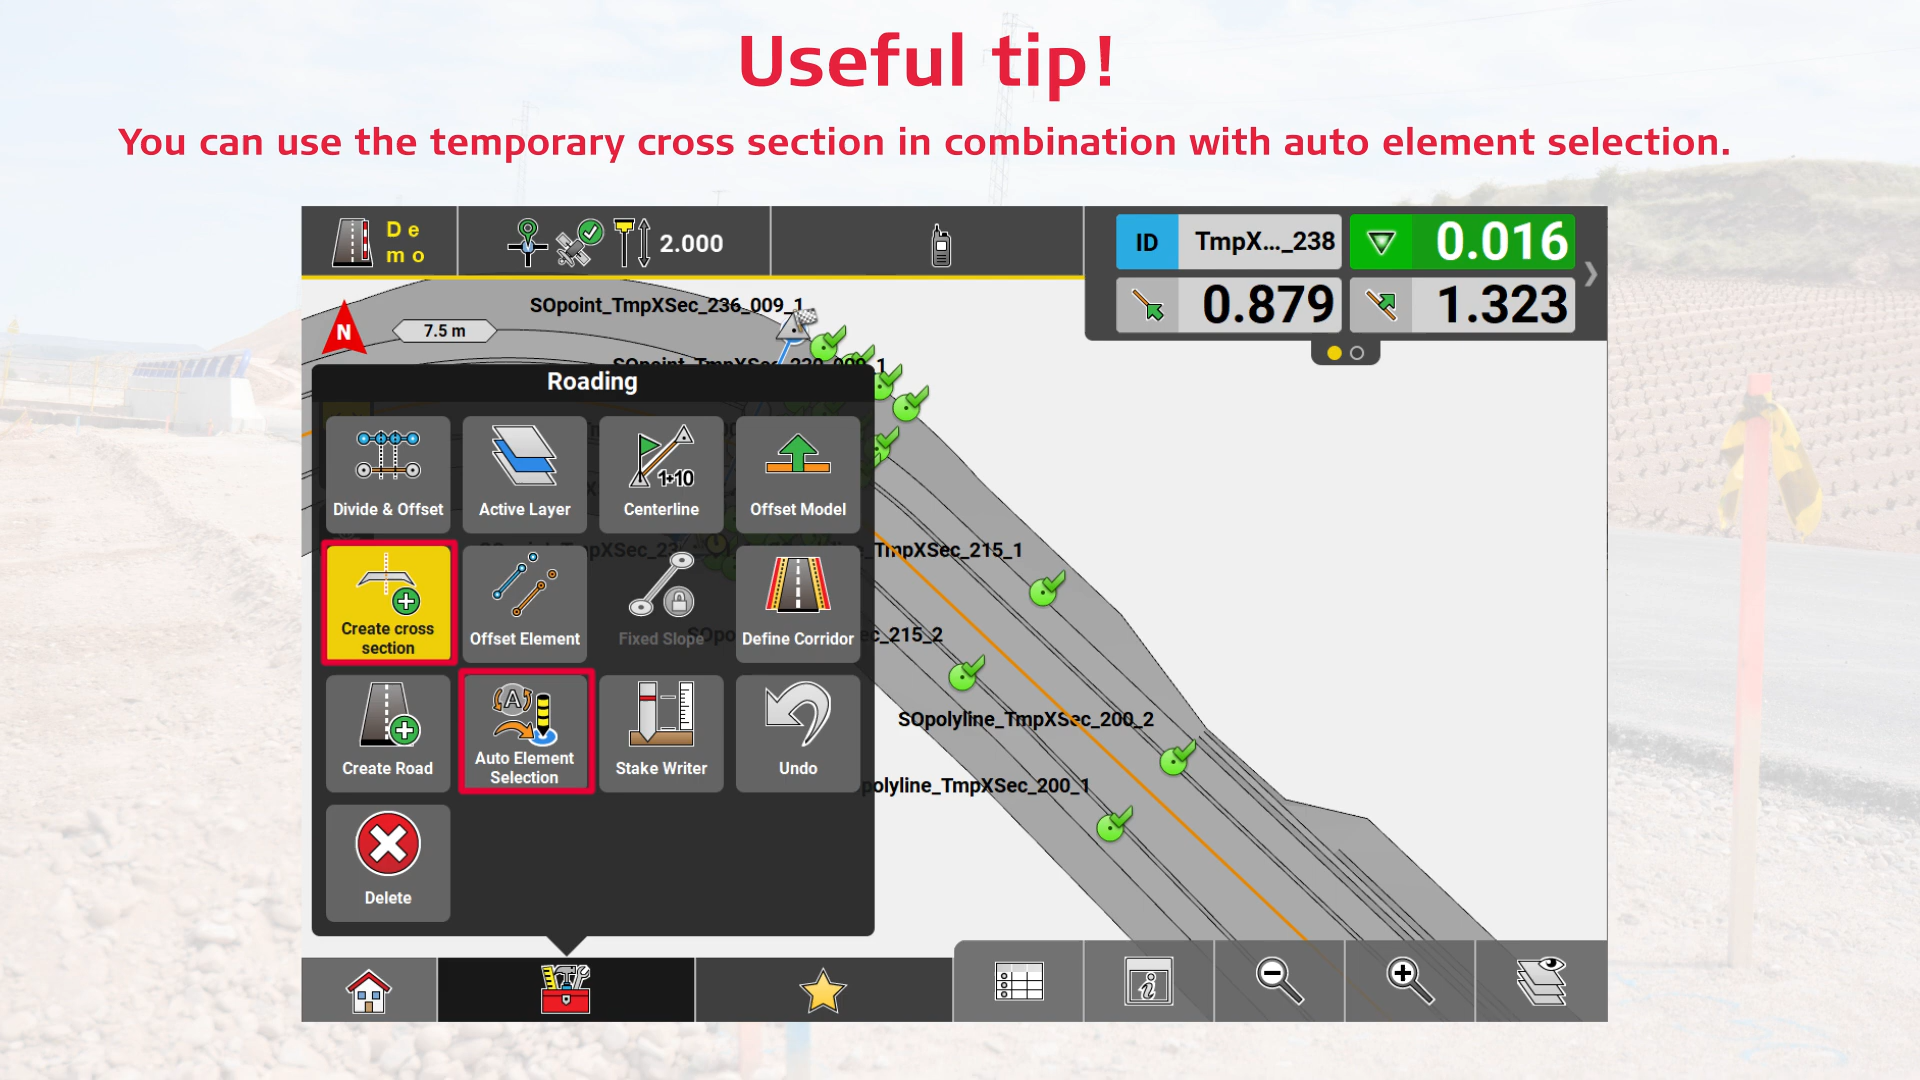 Useful tip!
You can use the temporary cross section in combination with auto element selection.
De
mo
2.000
ID
TmpX..._238
0.016
0.879
1.323
SOpoint_TmpXSec_236_009_1
N
7.5 m
Roading
Divide & Offset
Active Layer
1+10
Centerline
Offset Model
TmpXSec_215_1
Create cross
section
Offset Element
Fixed Slope
Define Corridor
c_215_2
A
Create Road
Auto Element
Selection
Stake Writer
Undo
SOpolyline_TmpXSec_200_2
polyline_TmpXSec_200_1
Delete
i